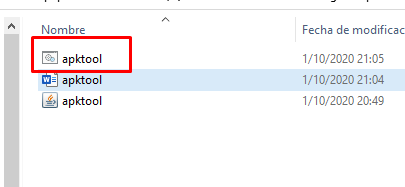 Nombre Fecha de modificac
apktool 1/10/2020 21:05
apktool 1/10/2020 21:04
apktool 1/10/2020 20:49